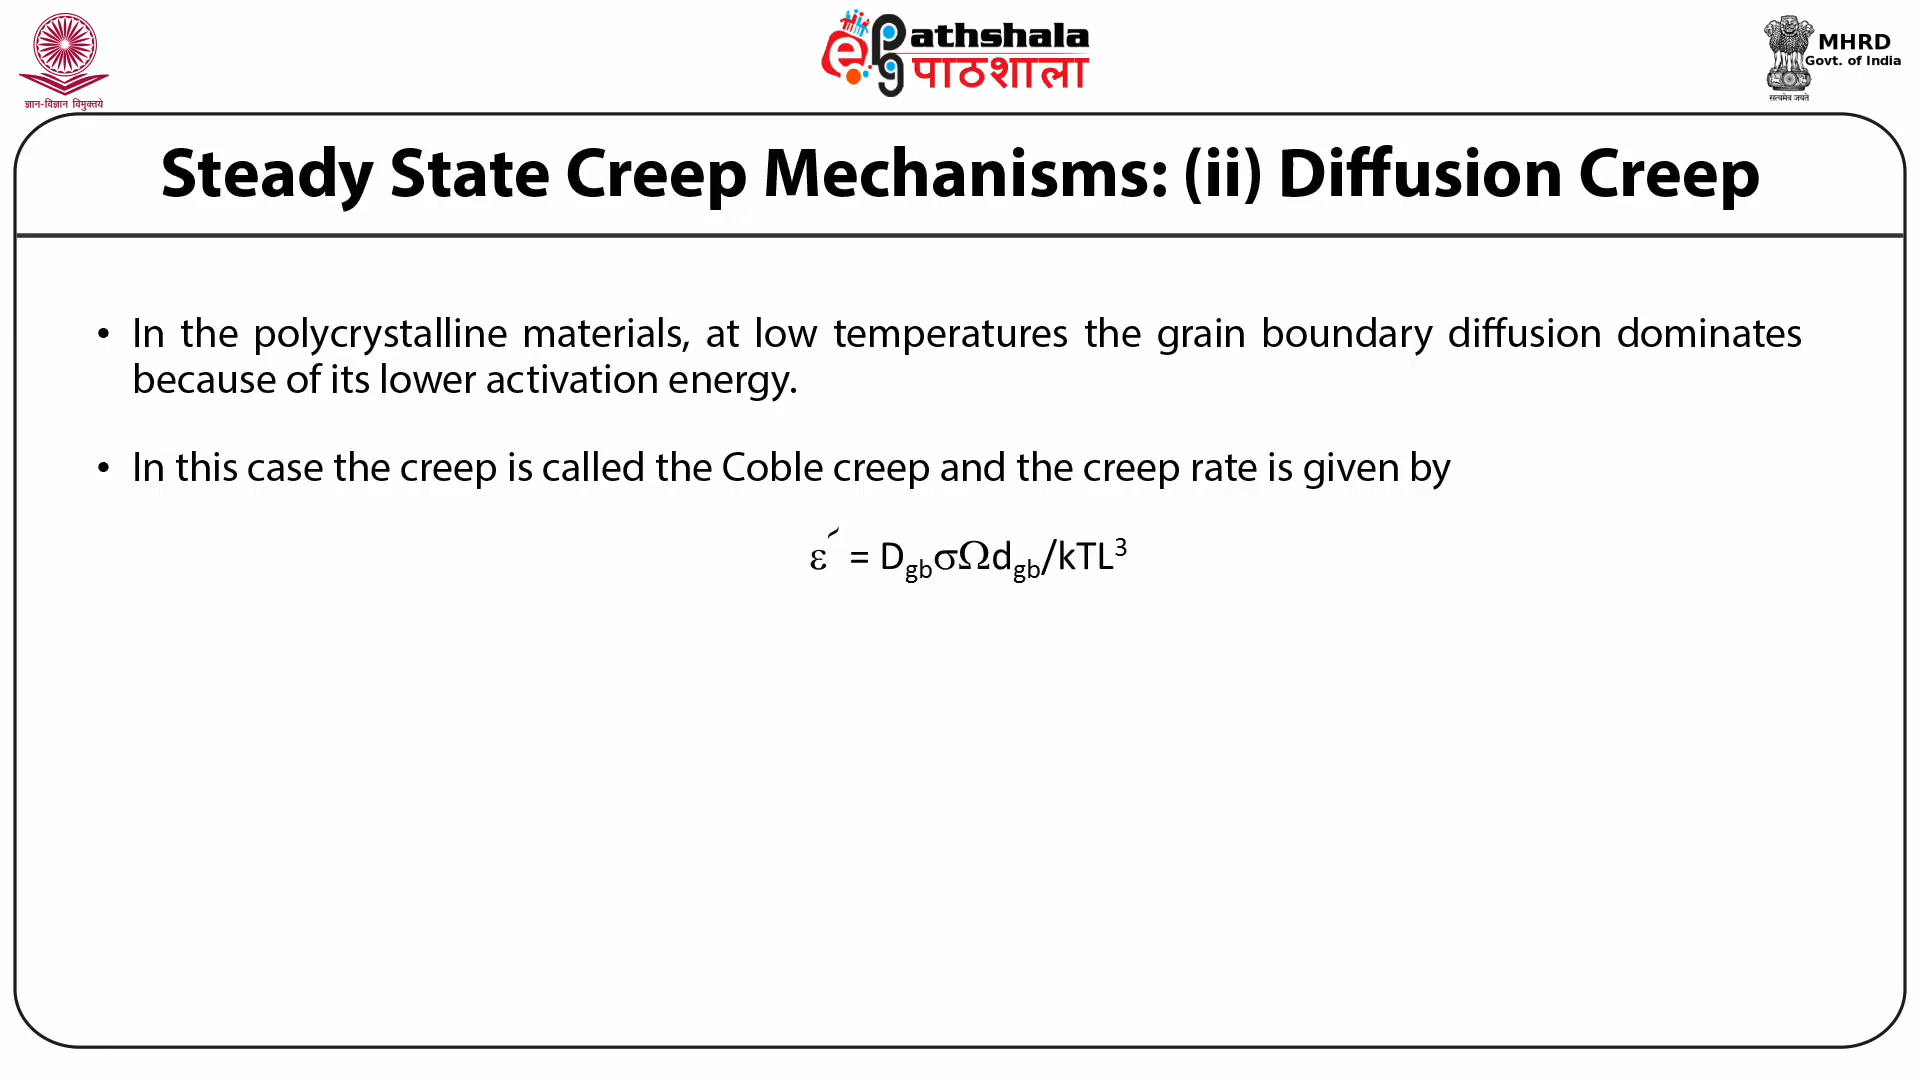 ज्ञान-विज्ञान विमुक्तये
ePathshala
पाठशाला
MHRD
Govt. of India
सत्यमेव जयते
Steady State Creep Mechanisms: (ii) Diffusion Creep
• In the polycrystalline materials, at low temperatures the grain boundary diffusion dominates
because of its lower activation energy.
• In this case the creep is called the Coble creep and the creep rate is given by
ε´ = D_gbσΩd_gb/kTL³